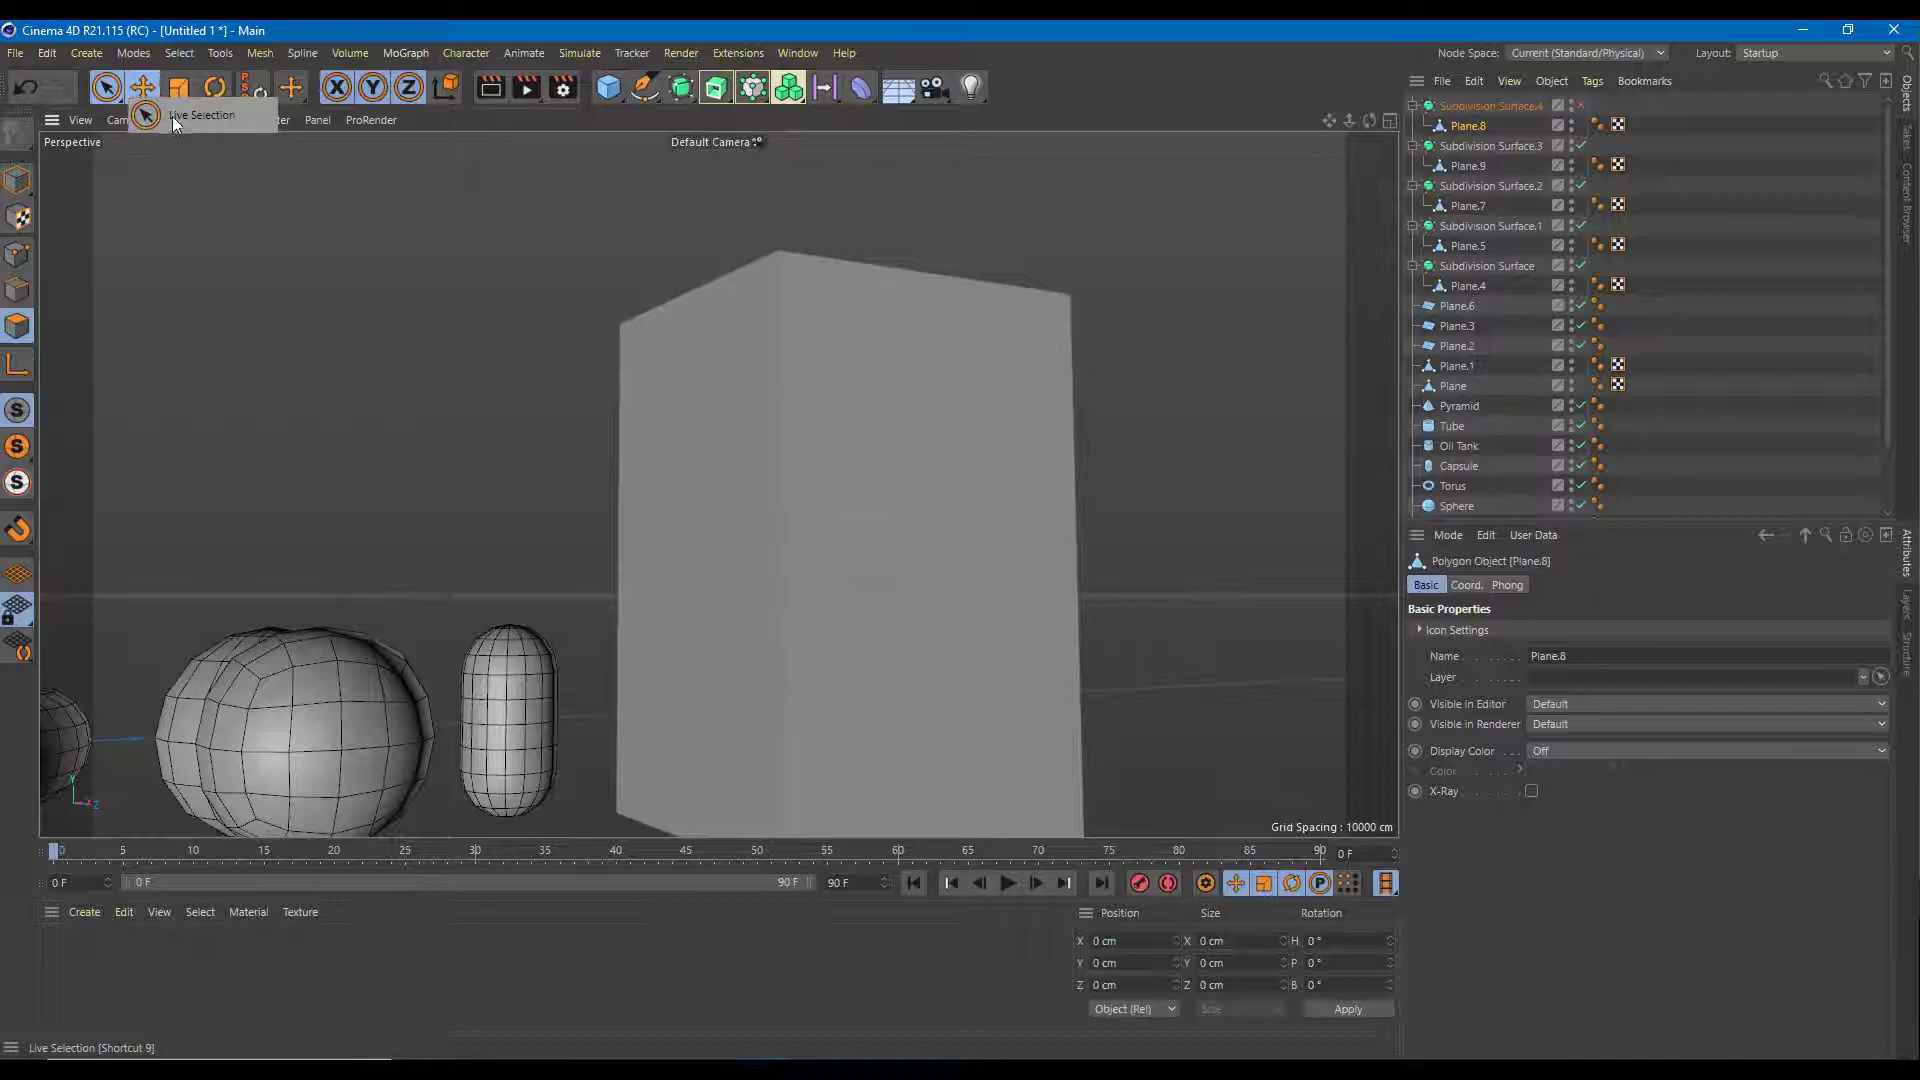 Cinema 4D R21.115 (RC) - [Untitled 1 *] - Main
File Edit Create Modes Select Tools Mesh Spline Volume MoGraph Character Animate Simulate Tracker Render Extensions Window Help
Node Space: Current (Standard/Physical) Layout: Startup
File Edit View Object Tags Bookmarks
Live Selection
View Cam ter Panel ProRender
Perspective
Default Camera
Subdivision Surface.4
Plane.8
Subdivision Surface.3
Plane.9
Subdivision Surface.2
Plane.7
Subdivision Surface.1
Plane.5
Subdivision Surface
Plane.4
Plane.6
Plane.3
Plane.2
Plane.1
Plane
Pyramid
Tube
Oil Tank
Capsule
Torus
Sphere
Objects
Takes
Content Browser
Mode Edit User Data
Polygon Object [Plane.8]
Basic Coord. Phong
Basic Properties
Icon Settings
Name Plane.8
Layer
Visible in Editor Default
Visible in Renderer Default
Display Color Off
Color
X-Ray
Attributes
Layers
Structure
Y
Z
Grid Spacing : 10000 cm
0 5 10 15 20 25 30 35 40 45 50 55 60 65 70 75 80 85 90 0 F
0 F 0 F 90 F 90 F
Create Edit View Select Material Texture
Position Size Rotation
X 0 cm X 0 cm H 0 °
Y 0 cm Y 0 cm P 0 °
Z 0 cm Z 0 cm B 0 °
Object (Rel) Size Apply
Live Selection [Shortcut 9]